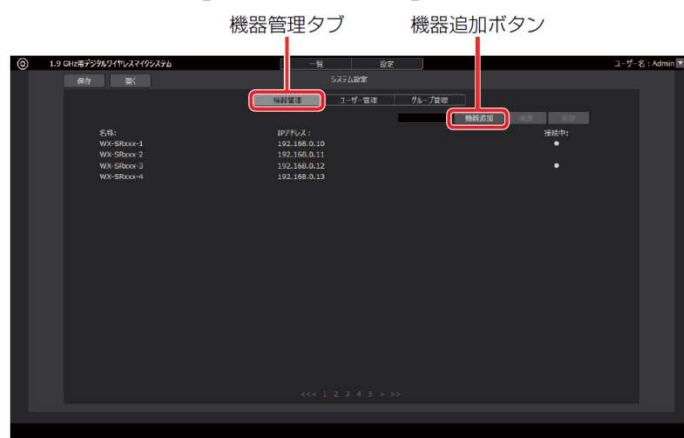 機器管理タブ 機器追加ボタン
1.9 GHz帯デジタルワイヤレスマイクシステム 一覧 設定 ユーザー名 : Admin
保存 開く システム設定
機器管理 ユーザー管理 グループ管理
機器追加
名称: IPアドレス : 接続中:
WX-SRxxx-1 192.168.0.10
WX-SRxxx-2 192.168.0.11
WX-SRxxx-3 192.168.0.12
WX-SRxxx-4 192.168.0.13
<<< 1 2 3 4 5 > >>